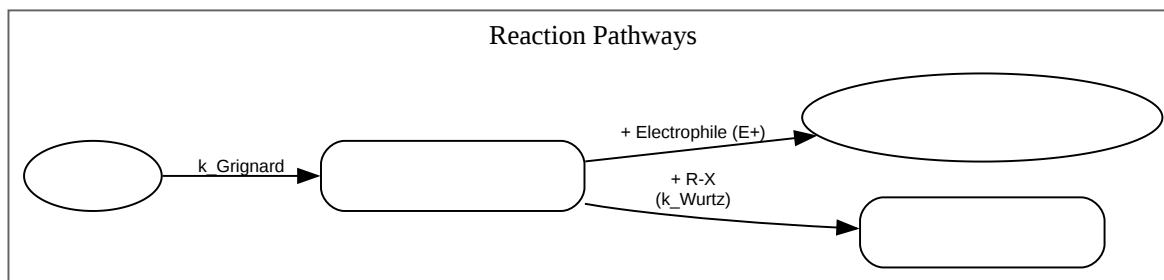 Reaction Pathways
k_Grignard
+ Electrophile (E+)
+ R-X
(k_Wurtz)